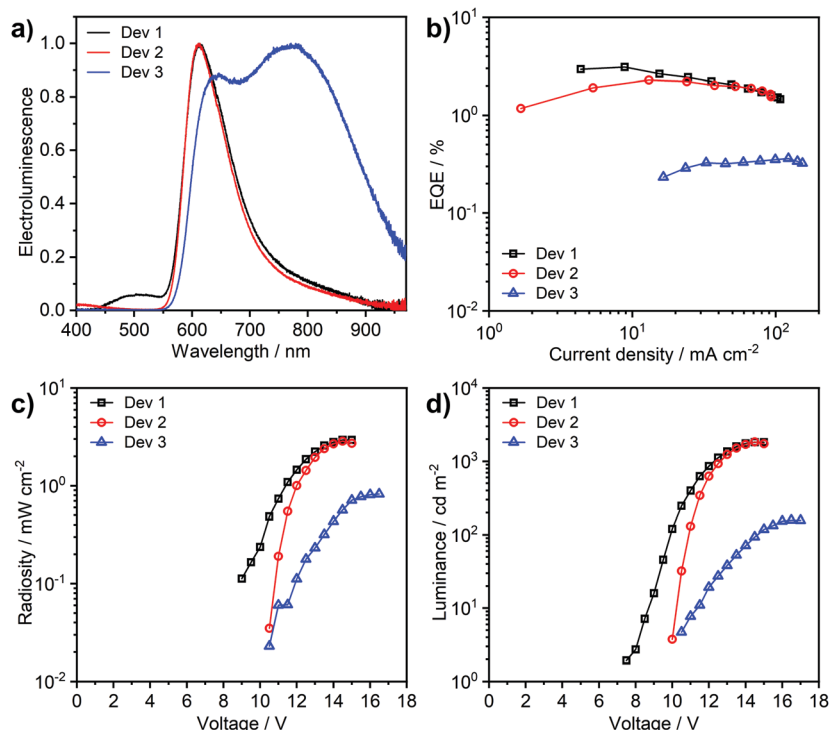 a)
Dev 1
Dev 2
Dev 3
Electroluminescence
1.0
0.8
0.6
0.4
0.2
0.0
400 500 600 700 800 900
Wavelength / nm
b)
EQE / %
10¹
10⁰
10⁻¹
10⁻²
Dev 1
Dev 2
Dev 3
10⁰ 10¹ 10²
Current density / mA cm⁻²
c)
Dev 1
Dev 2
Dev 3
Radiosity / mW cm⁻²
10¹
10⁰
10⁻¹
10⁻²
0 2 4 6 8 10 12 14 16 18
Voltage / V
d)
Dev 1
Dev 2
Dev 3
Luminance / cd m⁻²
10⁴
10³
10²
10¹
10⁰
0 2 4 6 8 10 12 14 16 18
Voltage / V